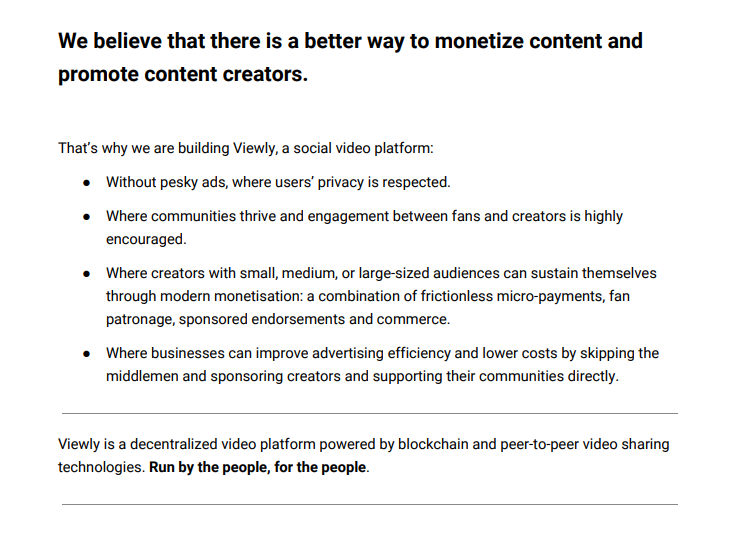 We believe that there is a better way to monetize content and
promote content creators.
That’s why we are building Viewly, a social video platform:
● Without pesky ads, where users’ privacy is respected.
● Where communities thrive and engagement between fans and creators is highly
encouraged.
● Where creators with small, medium, or large-sized audiences can sustain themselves
through modern monetisation: a combination of frictionless micro-payments, fan
patronage, sponsored endorsements and commerce.
● Where businesses can improve advertising efficiency and lower costs by skipping the
middlemen and sponsoring creators and supporting their communities directly.
Viewly is a decentralized video platform powered by blockchain and peer-to-peer video sharing
technologies. Run by the people, for the people.